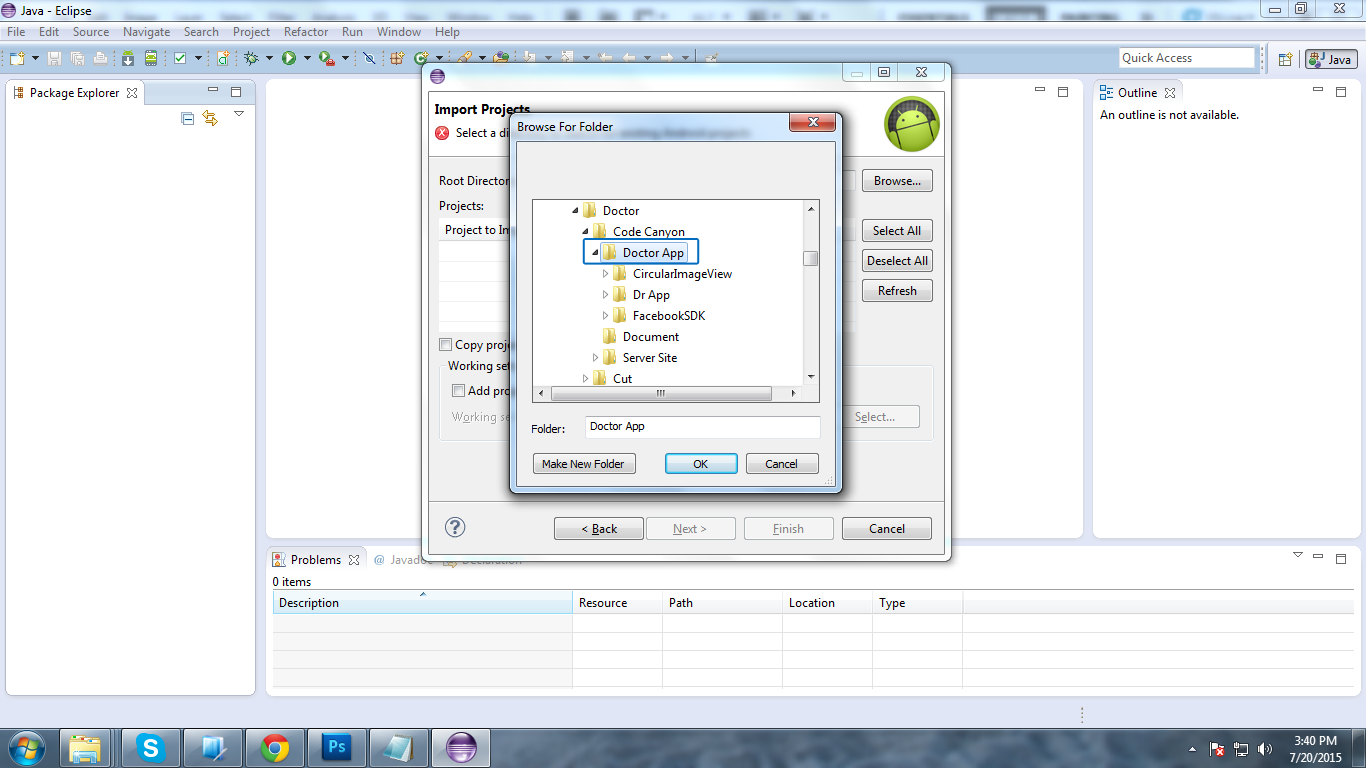 Java - Eclipse
File Edit Source Navigate Search Project Refactor Run Window Help
Quick Access
Java
Package Explorer
Outline
An outline is not available.
Import Projects
Select a di
Browse For Folder
Root Director
Browse...
Projects:
Project to Im
Select All
Deselect All
Refresh
Doctor
Code Canyon
Doctor App
CircularImageView
Dr App
FacebookSDK
Document
Server Site
Cut
Copy proje
Working set
Add pro
Working se
Select...
Folder:
Doctor App
Make New Folder
OK
Cancel
< Back
Next >
Finish
Cancel
Problems
@ Javadoc
Declaration
0 items
Description Resource Path Location Type
Ps
3:40 PM
7/20/2015